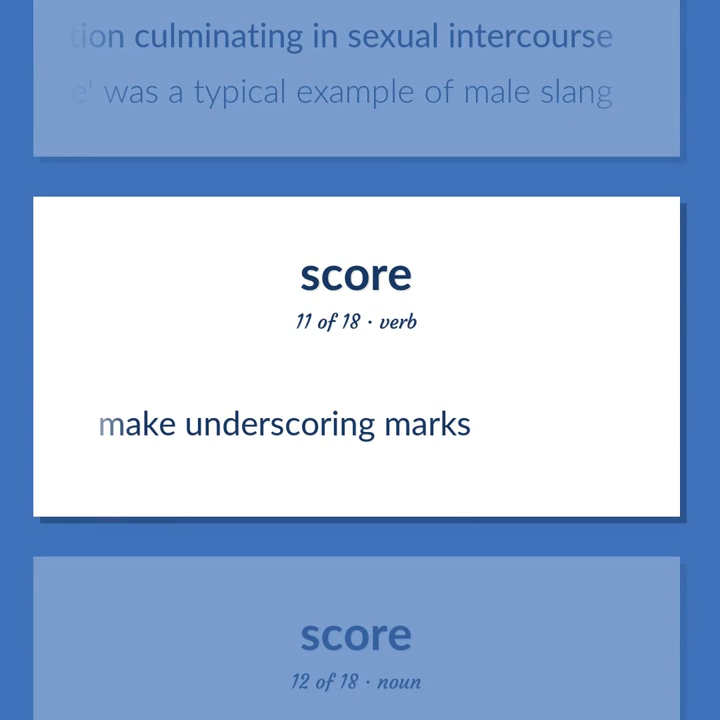 tion culminating in sexual intercourse
e' was a typical example of male slang
score
11 of 18 · verb
make underscoring marks
score
12 of 18 · noun